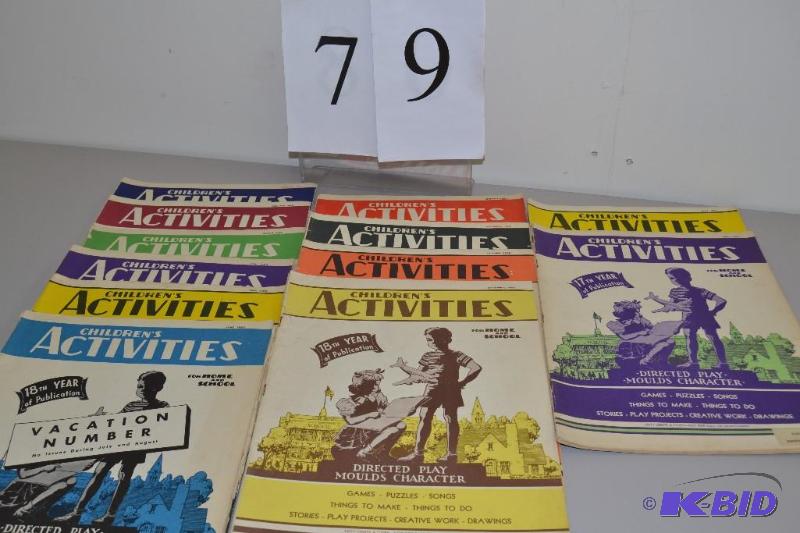 7 9
CHILDREN'S
ACTIVITIES
CHILDREN'S
ACTIVITIES
CHILDREN'S
ACTIVITIES
CHILDREN'S
ACTIVITIES
CHILDREN'S
ACTIVITIES
CHILDREN'S
ACTIVITIES
FOR HOME
AND
SCHOOL
18TH YEAR
of Publication
VACATION
NUMBER
No Issues During July and August
DIRECTED PLAY
CHILDREN'S
ACTIVITIES
CHILDREN'S
ACTIVITIES
CHILDREN'S
ACTIVITIES
CHILDREN'S
ACTIVITIES
FOR HOME
AND
SCHOOL
18TH YEAR
of Publication
DIRECTED PLAY
MOULDS CHARACTER
GAMES - PUZZLES - SONGS
THINGS TO MAKE - THINGS TO DO
STORIES - PLAY PROJECTS - CREATIVE WORK - DRAWINGS
CHILDREN'S
ACTIVITIES
CHILDREN'S
ACTIVITIES
FOR HOME
AND
SCHOOL
17TH YEAR
of Publication
DIRECTED PLAY
MOULDS CHARACTER
GAMES - PUZZLES - SONGS
THINGS TO MAKE - THINGS TO DO
STORIES - PLAY PROJECTS - CREATIVE WORK - DRAWINGS
© K-BID